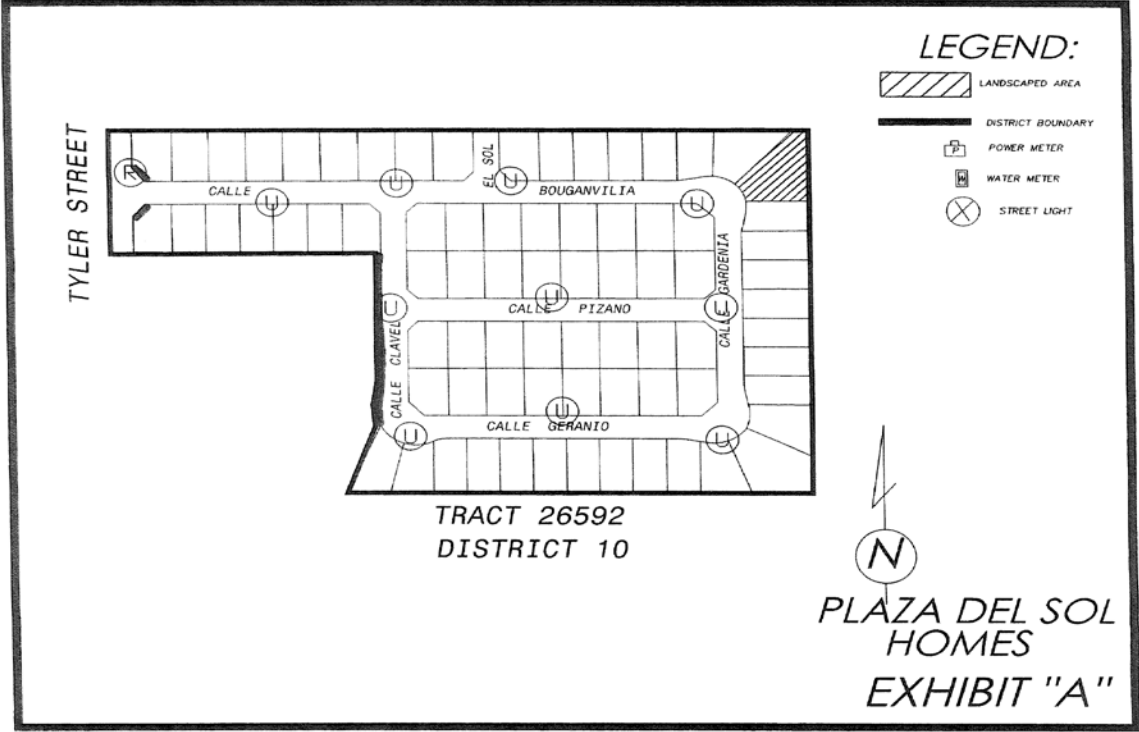 LEGEND:
LANDSCAPED AREA
DISTRICT BOUNDARY
P
POWER METER
W
WATER METER
STREET LIGHT
TYLER STREET
R
CALLE
U
U
EL SOL
U
BOUGANVILIA
U
CALLE GARDENIA
U
CALLE PIZANO
U
U
CALLE CLAVEL
U
CALLE GERANIO
U
U
TRACT 26592
DISTRICT 10
N
PLAZA DEL SOL
HOMES
EXHIBIT "A"